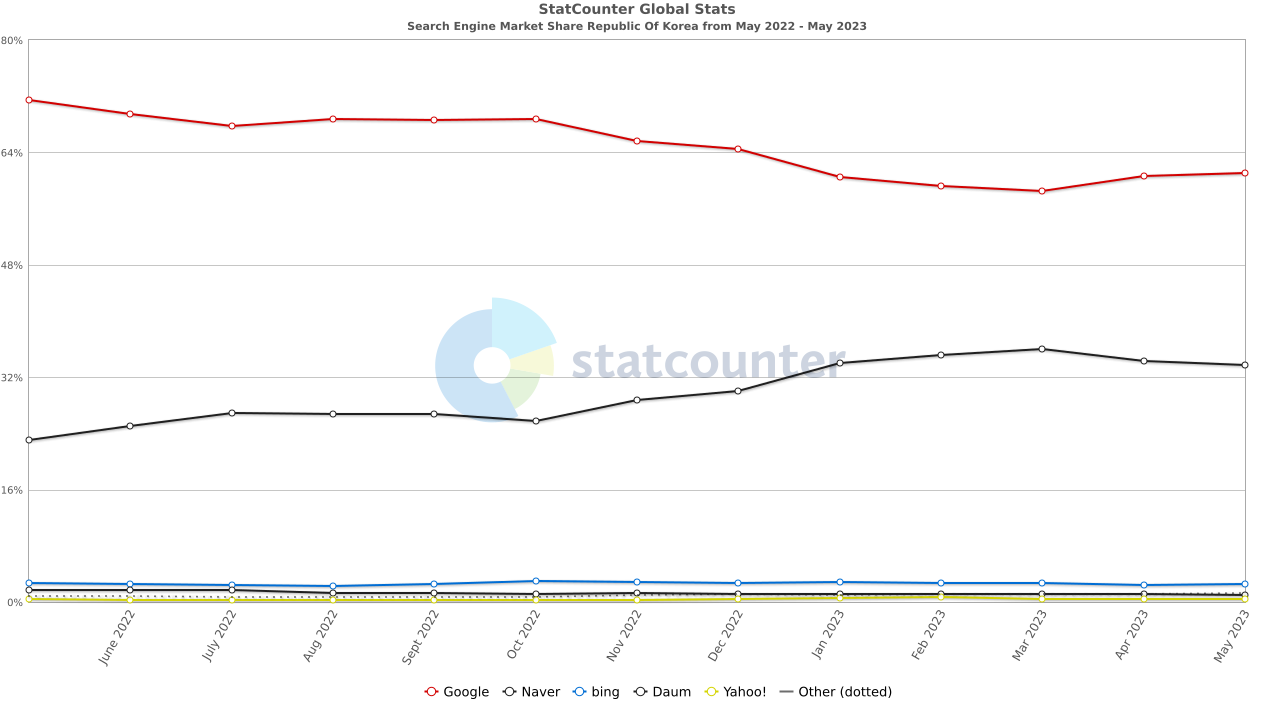 StatCounter Global Stats
Search Engine Market Share Republic Of Korea from May 2022 - May 2023
80%
64%
48%
32%
16%
0%
statcounter
June 2022
July 2022
Aug 2022
Sept 2022
Oct 2022
Nov 2022
Dec 2022
Jan 2023
Feb 2023
Mar 2023
Apr 2023
May 2023
Google Naver bing Daum Yahoo! Other (dotted)